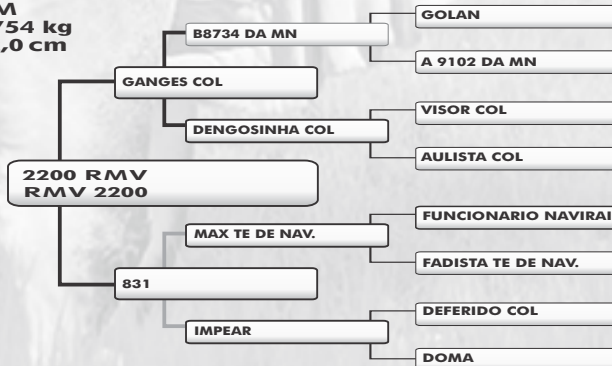 M
754 kg
,0 cm
GOLAN
B8734 DA MN
A 9102 DA MN
GANGES COL
VISOR COL
DENGOSINHA COL
AULISTA COL
2200 RMV
RMV 2200
FUNCIONARIO NAVIRAI
MAX TE DE NAV.
FADISTA TE DE NAV.
831
DEFERIDO COL
IMPEAR
DOMA